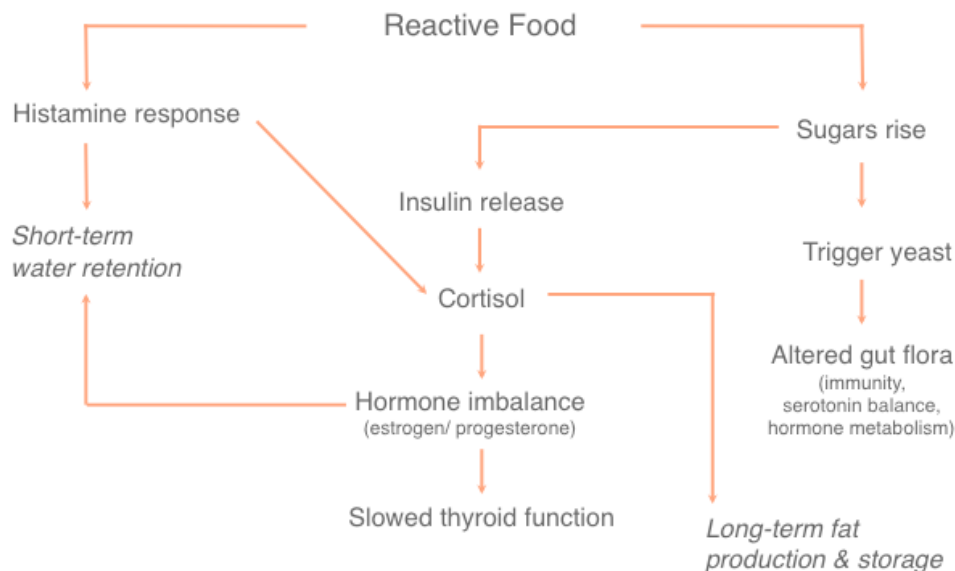 Reactive Food
Histamine response
Sugars rise
Insulin release
Short-term
water retention
Trigger yeast
Cortisol
Altered gut flora
(immunity,
serotonin balance,
hormone metabolism)
Hormone imbalance
(estrogen/ progesterone)
Slowed thyroid function
Long-term fat
production & storage